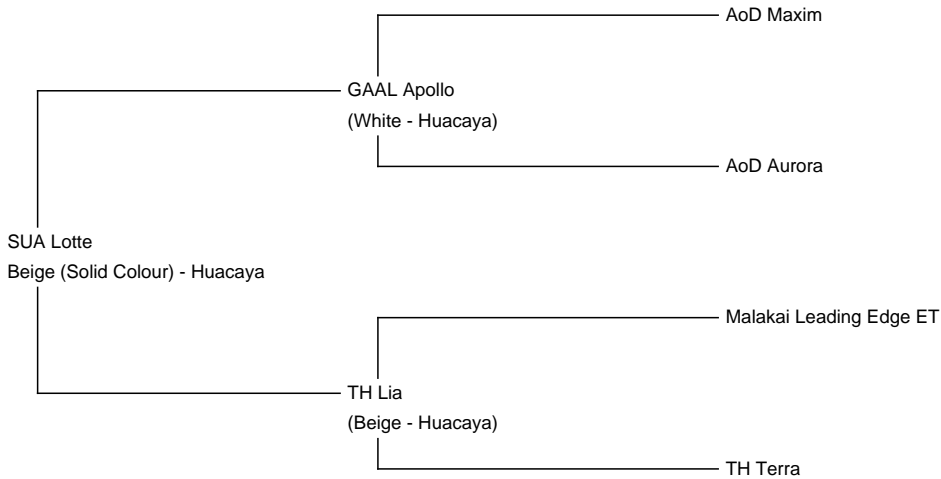 AoD Maxim
GAAL Apollo
(White - Huacaya)
AoD Aurora
SUA Lotte
Beige (Solid Colour) - Huacaya
Malakai Leading Edge ET
TH Lia
(Beige - Huacaya)
TH Terra